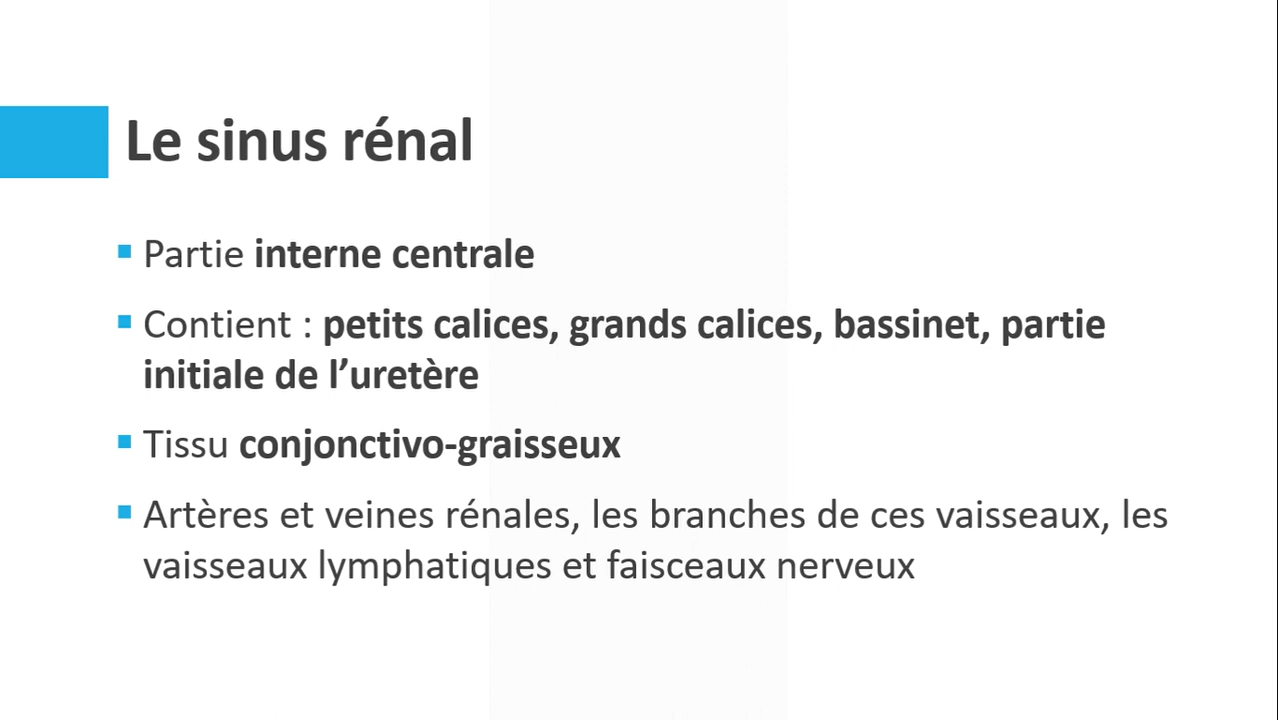 Le sinus rénal
▪ Partie interne centrale
▪ Contient : petits calices, grands calices, bassinet, partie
initiale de l’uretère
▪ Tissu conjonctivo-graisseux
▪ Artères et veines rénales, les branches de ces vaisseaux, les
vaisseaux lymphatiques et faisceaux nerveux